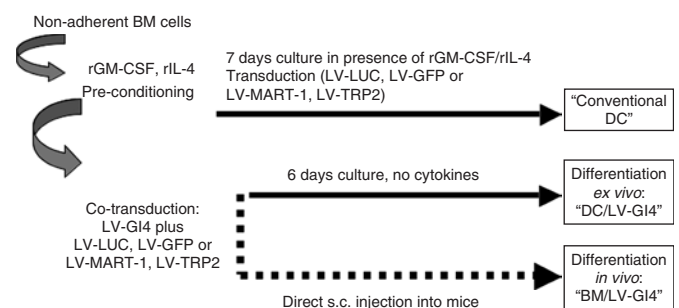 Non-adherent BM cells
rGM-CSF, rIL-4
Pre-conditioning
7 days culture in presence of rGM-CSF/rIL-4
Transduction (LV-LUC, LV-GFP or
LV-MART-1, LV-TRP2)
“Conventional
DC”
Co-transduction:
LV-GI4 plus
LV-LUC, LV-GFP or
LV-MART-1, LV-TRP2
6 days culture, no cytokines
Differentiation
ex vivo:
“DC/LV-GI4”
Direct s.c. injection into mice
Differentiation
in vivo:
“BM/LV-GI4”